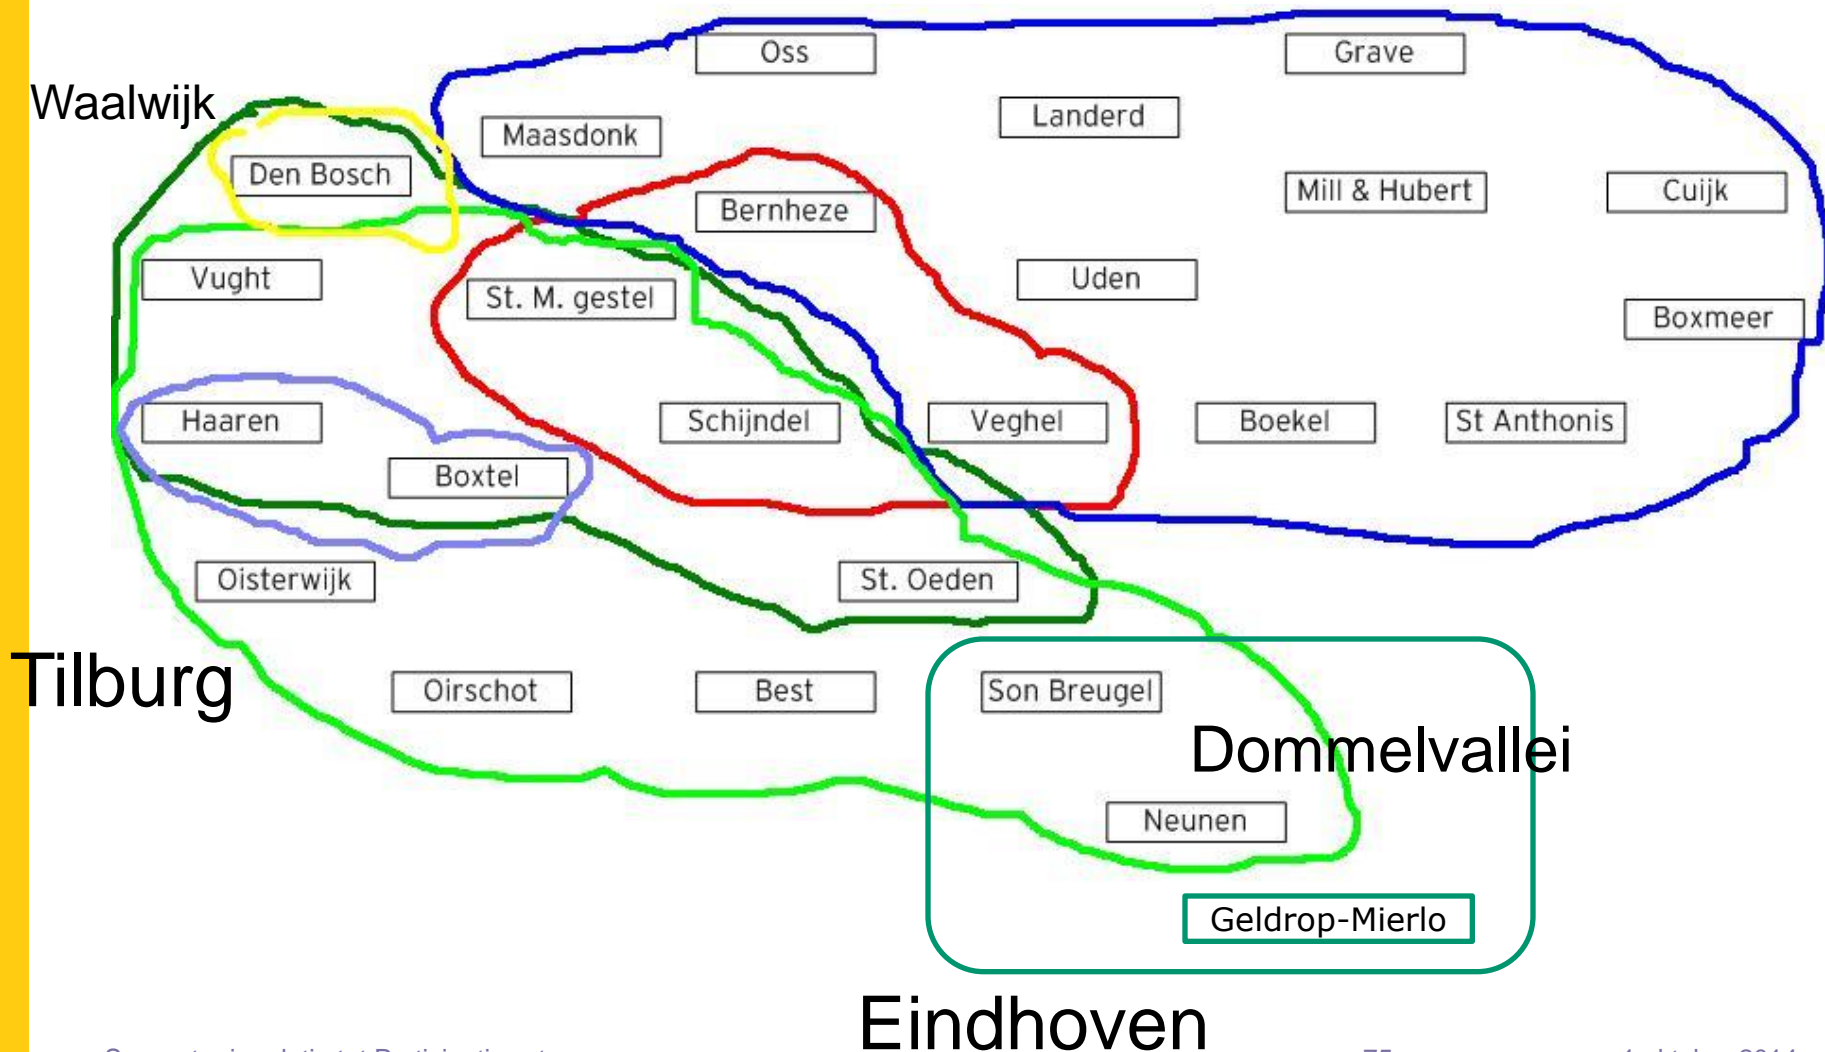 Oss
Grave
Waalwijk
Landerd
Maasdonk
Den Bosch
Mill & Hubert
Cuijk
Bernheze
Vught
Uden
St. M. gestel
Boxmeer
Haaren
Schijndel
Veghel
Boekel
St Anthonis
Boxtel
Oisterwijk
St. Oeden
Tilburg
Oirschot
Best
Son Breugel
Dommelvallei
Neunen
Geldrop-Mierlo
Eindhoven